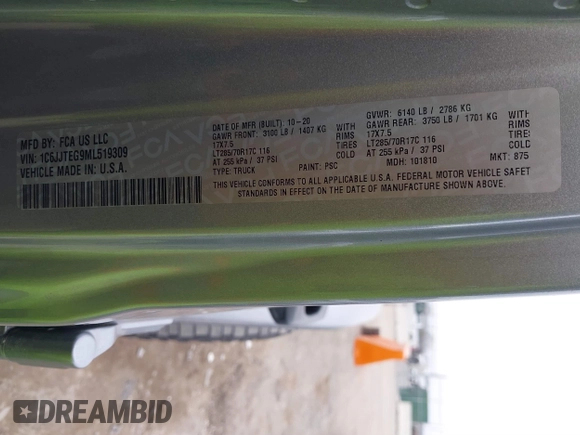 MFD BY: FCA US LLC
VIN: 1C6JJTEG9ML519309
VEHICLE MADE IN: U.S.A.
DATE OF MFR (BUILT): 10-20
GAWR FRONT: 3100 LB / 1407 KG WITH
17X7.5 RIMS
LT285/70R17C 116 TIRES
AT 255 kPa / 37 PSI COLD
TYPE: TRUCK PAINT: PSC
GVWR: 6140 LB / 2786 KG
GAWR REAR: 3750 LB / 1701 KG WITH
17X7.5 RIMS
LT285/70R17C 116 TIRES
AT 255 kPa / 37 PSI COLD
MDH: 101810 MKT: 875
THIS VEHICLE CONFORMS TO ALL APPLICABLE U.S.A. FEDERAL MOTOR VEHICLE SAFET
STANDARDS IN EFFECT ON THE DATE OF MANUFACTURE SHOWN ABOVE.
DREAMBID